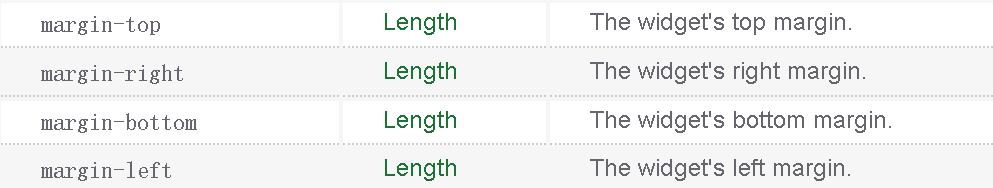 margin-top Length The widget's top margin.
margin-right Length The widget's right margin.
margin-bottom Length The widget's bottom margin.
margin-left Length The widget's left margin.